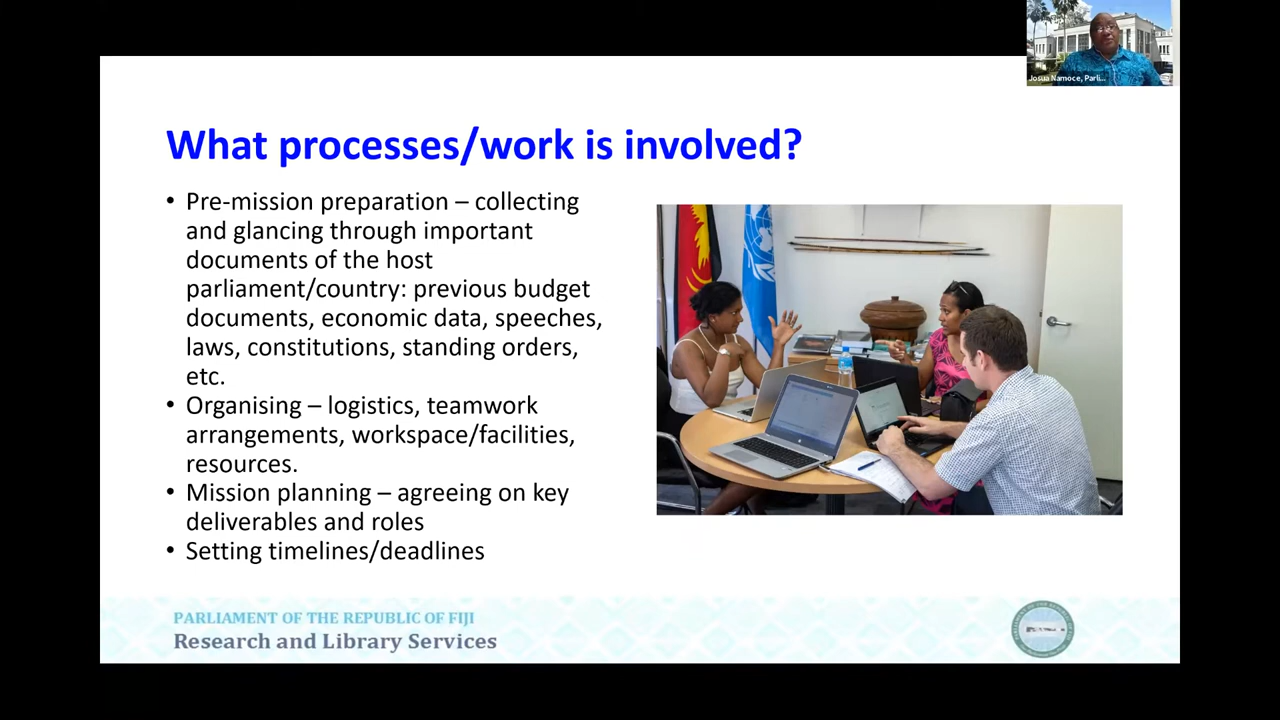 Josua Namoce, Parli...
What processes/work is involved?
• Pre-mission preparation – collecting
and glancing through important
documents of the host
parliament/country: previous budget
documents, economic data, speeches,
laws, constitutions, standing orders,
etc.
• Organising – logistics, teamwork
arrangements, workspace/facilities,
resources.
• Mission planning – agreeing on key
deliverables and roles
• Setting timelines/deadlines
PARLIAMENT OF THE REPUBLIC OF FIJI
Research and Library Services